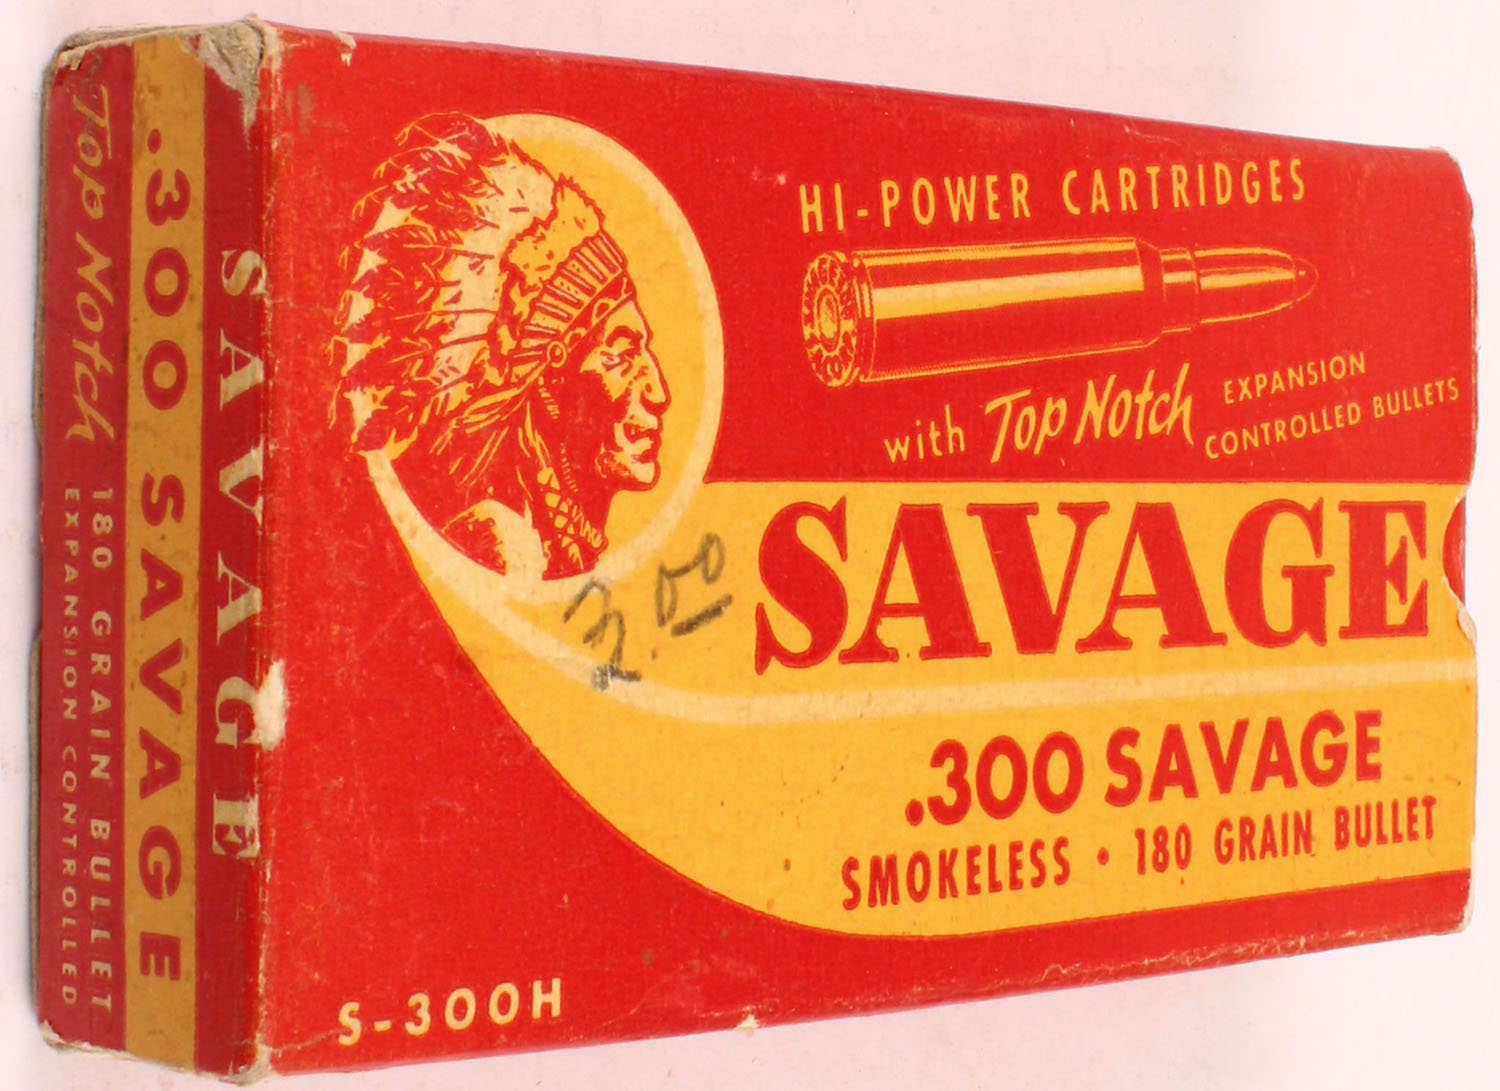 HI-POWER CARTRIDGES
with Top Notch EXPANSION
CONTROLLED BULLETS
SAVAGE
.300 SAVAGE
SMOKELESS • 180 GRAIN BULLET
S-300H
SAVAGE
.300 SAVAGE
Top Notch 180 GRAIN BULLET
EXPANSION CONTROLLED